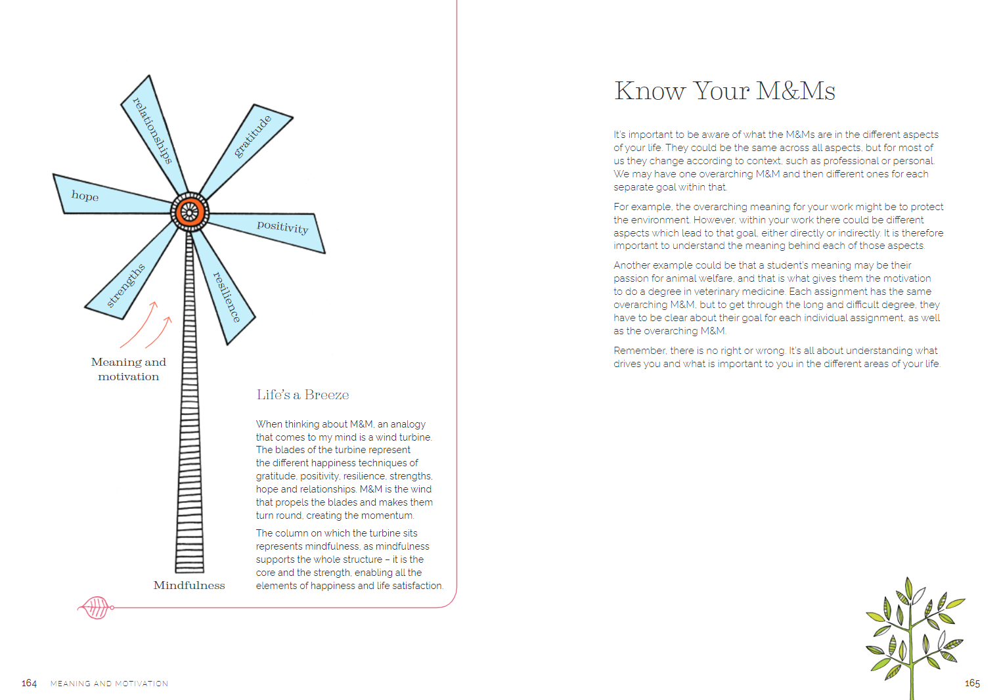 relationships
gratitude
hope
positivity
strengths
resilience
Meaning and
motivation
Mindfulness
Life's a Breeze
When thinking about M&M, an analogy
that comes to my mind is a wind turbine.
The blades of the turbine represent
the different happiness techniques of
gratitude, positivity, resilience, strengths,
hope and relationships. M&M is the wind
that propels the blades and makes them
turn round, creating the momentum.
The column on which the turbine sits
represents mindfulness, as mindfulness
supports the whole structure – it is the
core and the strength, enabling all the
elements of happiness and life satisfaction.
164 MEANING AND MOTIVATION
Know Your M&Ms
It's important to be aware of what the M&Ms are in the different aspects
of your life. They could be the same across all aspects, but for most of
us they change according to context, such as professional or personal.
We may have one overarching M&M and then different ones for each
separate goal within that.
For example, the overarching meaning for your work might be to protect
the environment. However, within your work there could be different
aspects which lead to that goal, either directly or indirectly. It is therefore
important to understand the meaning behind each of those aspects.
Another example could be that a student's meaning may be their
passion for animal welfare, and that is what gives them the motivation
to do a degree in veterinary medicine. Each assignment has the same
overarching M&M, but to get through the long and difficult degree, they
have to be clear about their goal for each individual assignment, as well
as the overarching M&M.
Remember, there is no right or wrong. It's all about understanding what
drives you and what is important to you in the different areas of your life.
165